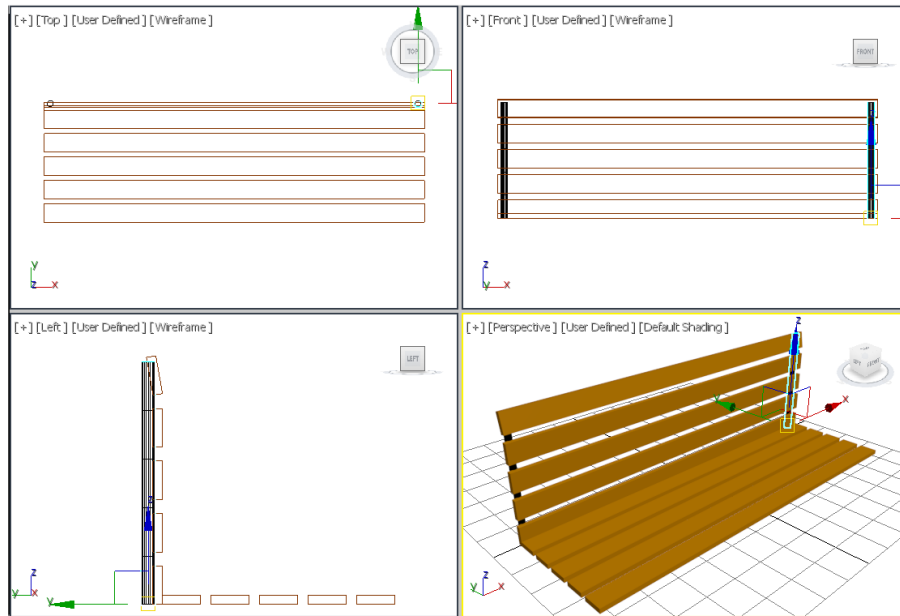 [+] [Top] [User Defined] [Wireframe]
TOP
y
z x
[+] [Front] [User Defined] [Wireframe]
FRONT
z
y x
[+] [Left] [User Defined] [Wireframe]
LEFT
z
y
z
y x
[+] [Perspective] [User Defined] [Default Shading]
z
FRONT
y x
z
y x